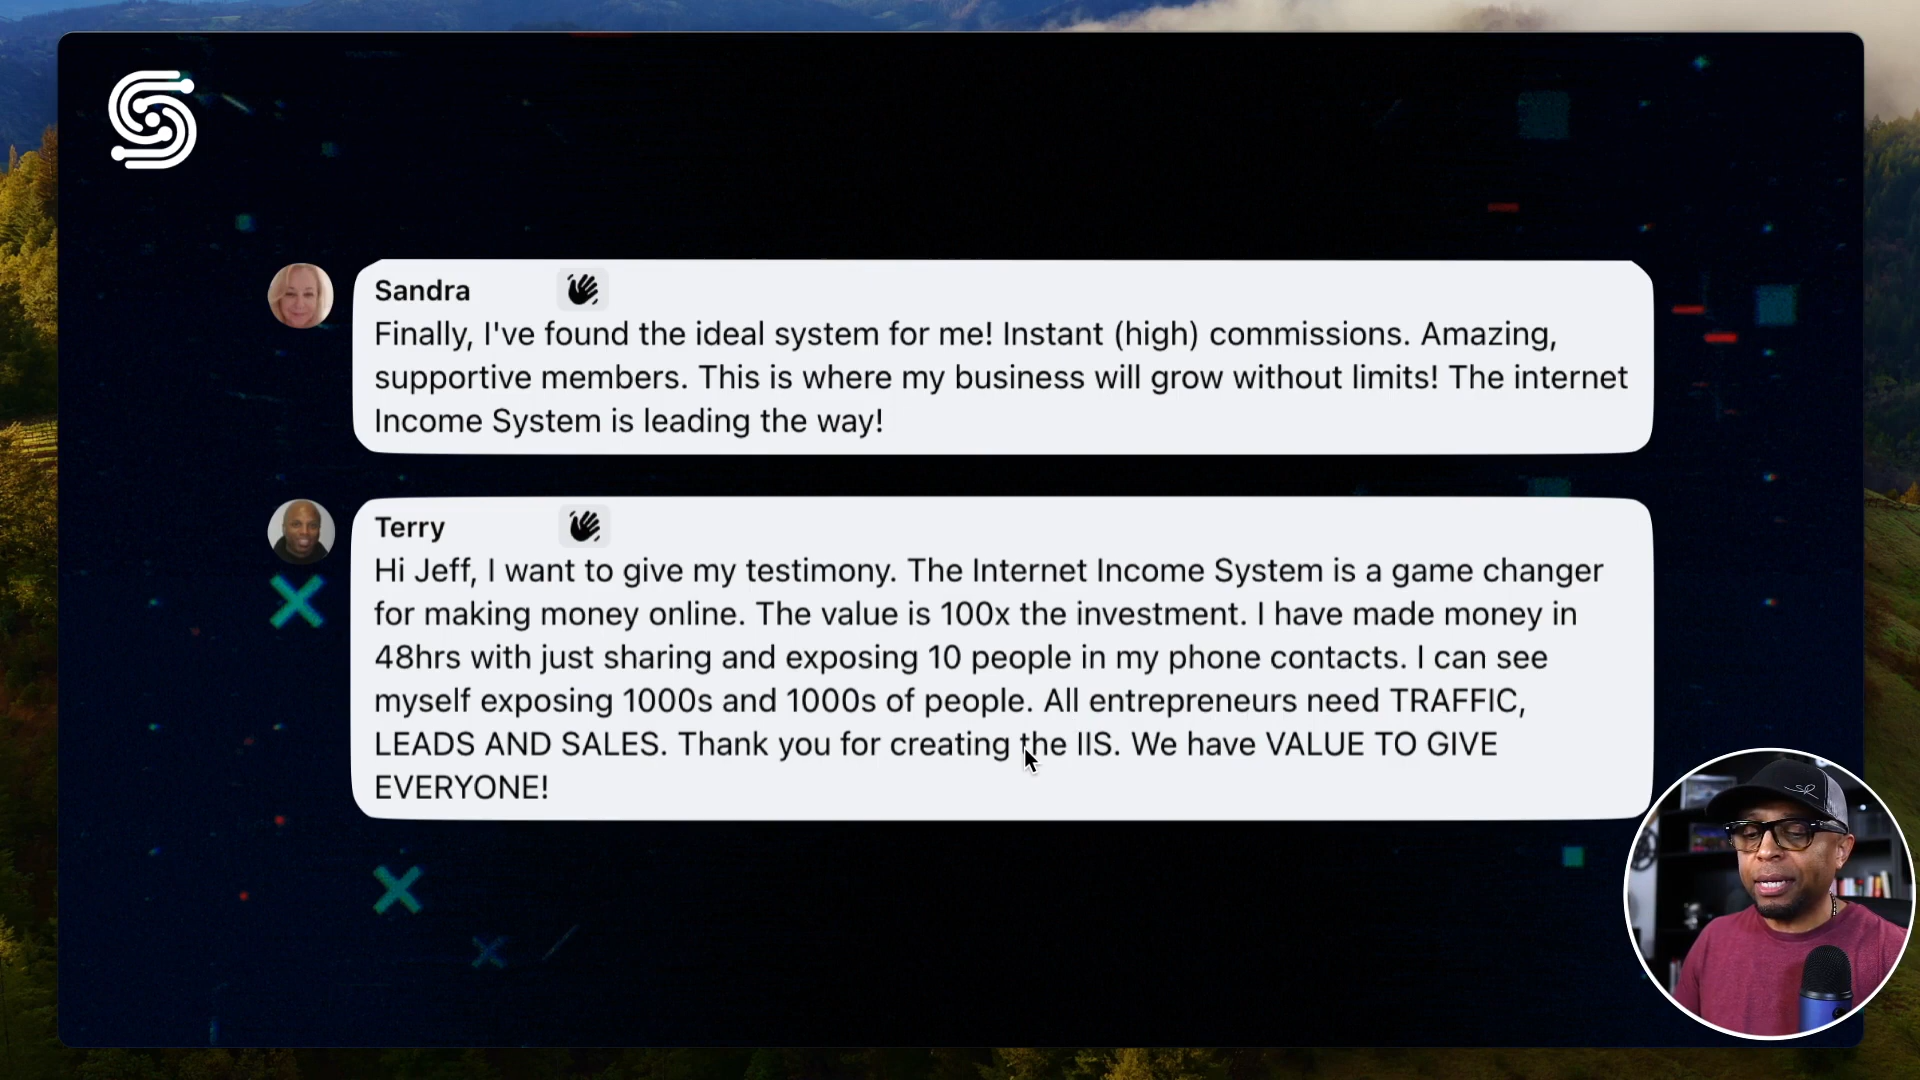 Sandra
Finally, I've found the ideal system for me! Instant (high) commissions. Amazing,
supportive members. This is where my business will grow without limits! The internet
Income System is leading the way!
Terry
Hi Jeff, I want to give my testimony. The Internet Income System is a game changer
for making money online. The value is 100x the investment. I have made money in
48hrs with just sharing and exposing 10 people in my phone contacts. I can see
myself exposing 1000s and 1000s of people. All entrepreneurs need TRAFFIC,
LEADS AND SALES. Thank you for creating the IIS. We have VALUE TO GIVE
EVERYONE!
SR